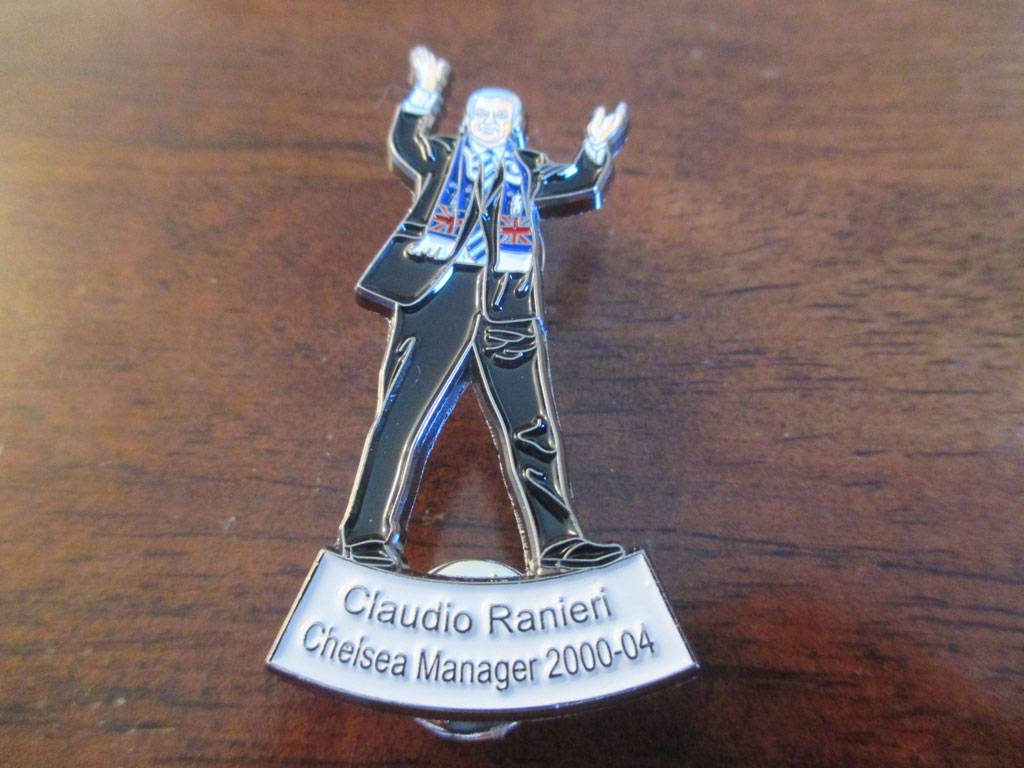 Claudio Ranieri
Chelsea Manager 2000-04